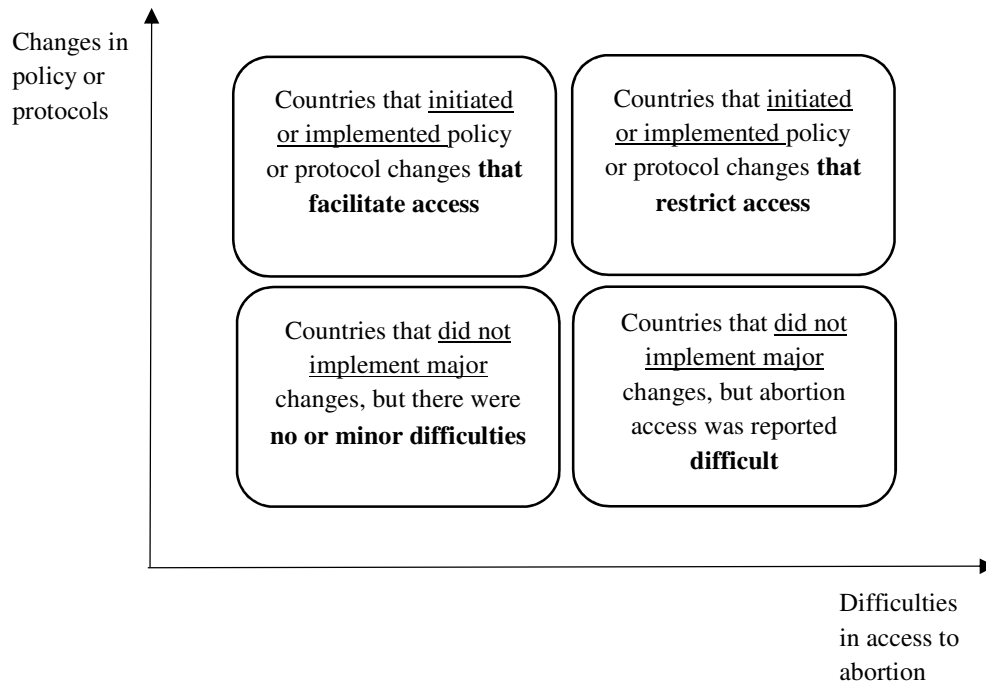 Changes in
policy or
protocols
Countries that initiated
or implemented policy
or protocol changes that
facilitate access
Countries that initiated
or implemented policy
or protocol changes that
restrict access
Countries that did not
implement major
changes, but there were
no or minor difficulties
Countries that did not
implement major
changes, but abortion
access was reported
difficult
Difficulties
in access to
abortion